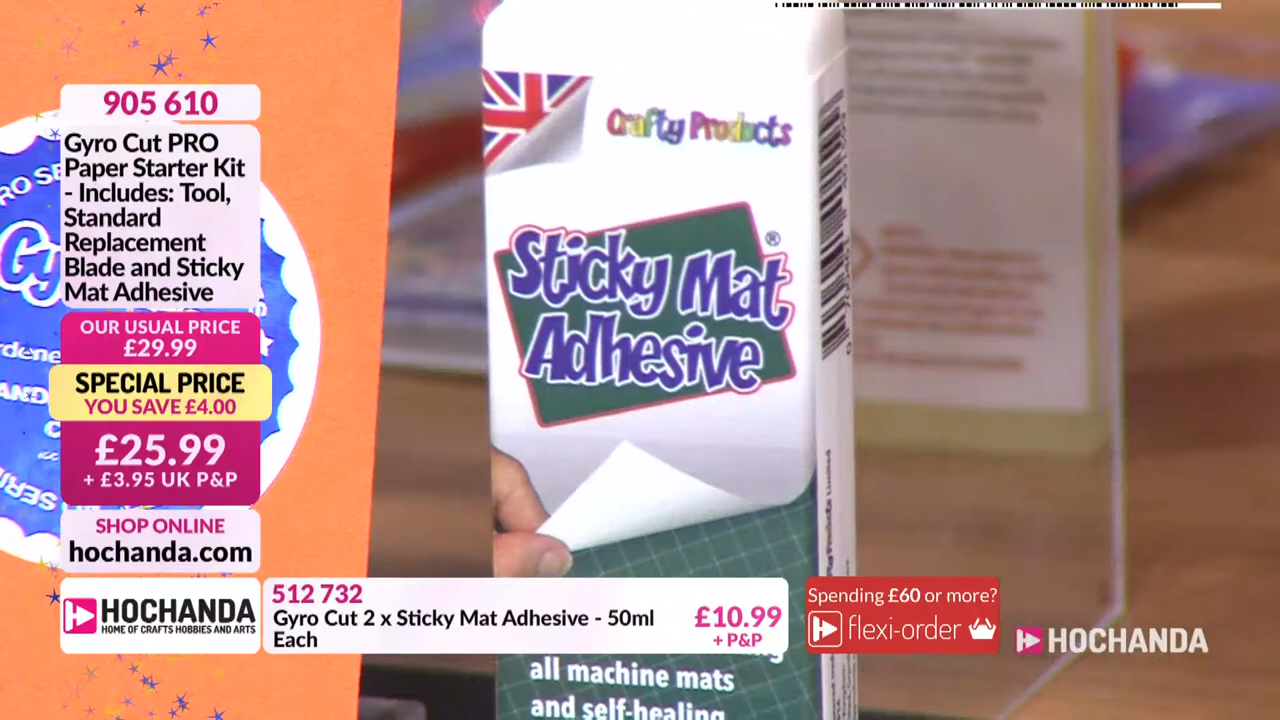 905 610
Gyro Cut PRO
Paper Starter Kit
- Includes: Tool,
Standard
Replacement
Blade and Sticky
Mat Adhesive
OUR USUAL PRICE
£29.99
SPECIAL PRICE
YOU SAVE £4.00
£25.99
+ £3.95 UK P&P
SHOP ONLINE
hochanda.com
HOCHANDA
HOME OF CRAFTS HOBBIES AND ARTS
512 732
Gyro Cut 2 x Sticky Mat Adhesive - 50ml
Each
£10.99
+ P&P
Spending £60 or more?
flexi-order
HOCHANDA
Crafty Products
Sticky Mat
Adhesive
®
all machine mats
and self-healing